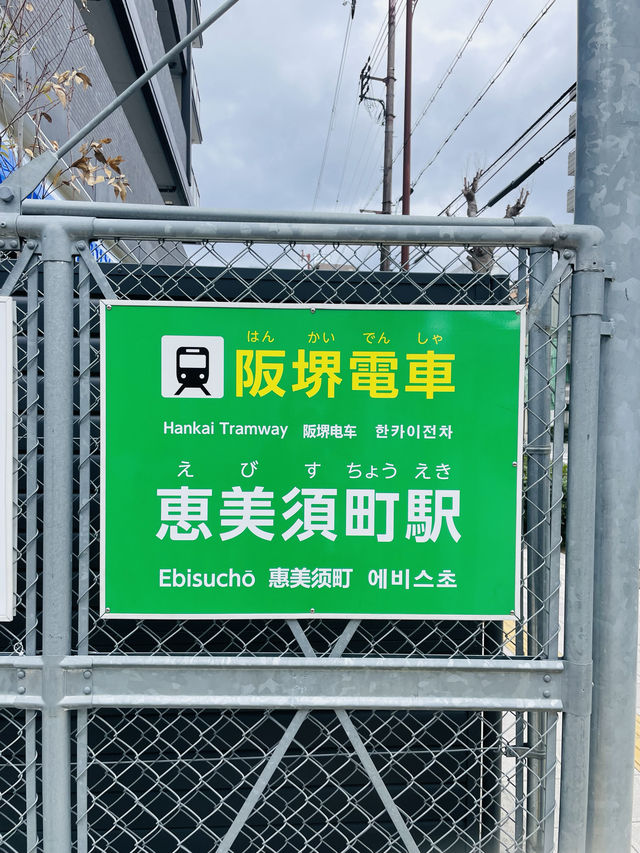 はん かい でん しゃ
阪堺電車
Hankai Tramway 阪堺电车 한카이전차
え び す ちょう えき
恵美須町駅
Ebisuchō 惠美须町 에비스초